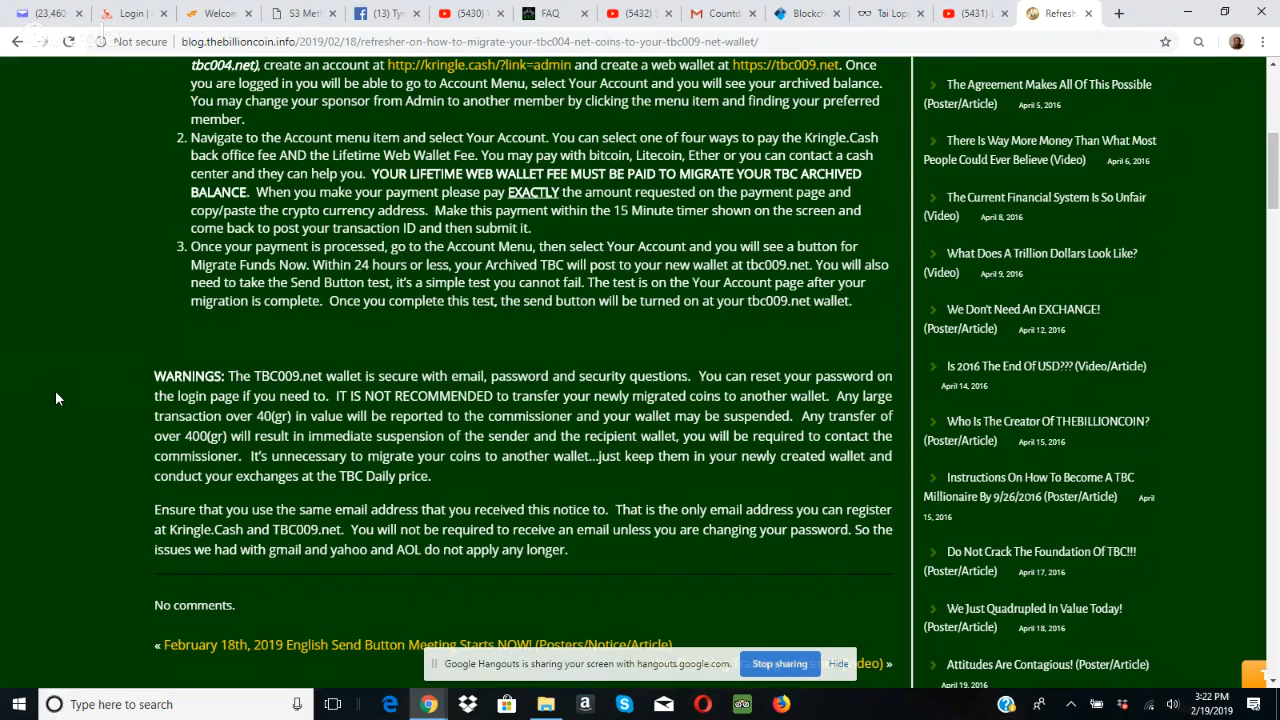 (23,460
Login
Welcom
S3 Met
(13) Ty
(5430)
FAQ
(5432) S
Countd
Blockch
Tai Lop
(5431)
Refresh
Not secure | blog.thebillioncoin.info/2019/02/18/refresher-on-how-to-migrate-your-tbc004-net-coins-to-your-tbc009-net-wallet/
tbc004.net), create an account at http://kringle.cash/?link=admin and create a web wallet at https://tbc009.net. Once
you are logged in you will be able to go to Account Menu, select Your Account and you will see your archived balance.
You may change your sponsor from Admin to another member by clicking the menu item and finding your preferred
member.
2. Navigate to the Account menu item and select Your Account. You can select one of four ways to pay the Kringle.Cash
back office fee AND the Lifetime Web Wallet Fee. You may pay with bitcoin, Litecoin, Ether or you can contact a cash
center and they can help you. YOUR LIFETIME WEB WALLET FEE MUST BE PAID TO MIGRATE YOUR TBC ARCHIVED
BALANCE. When you make your payment please pay EXACTLY the amount requested on the payment page and
copy/paste the crypto currency address. Make this payment within the 15 Minute timer shown on the screen and
come back to post your transaction ID and then submit it.
3. Once your payment is processed, go to the Account Menu, then select Your Account and you will see a button for
Migrate Funds Now. Within 24 hours or less, your Archived TBC will post to your new wallet at tbc009.net. You will also
need to take the Send Button test, it's a simple test you cannot fail. The test is on the Your Account page after your
migration is complete. Once you complete this test, the send button will be turned on at your tbc009.net wallet.
WARNINGS: The TBC009.net wallet is secure with email, password and security questions. You can reset your password on
the login page if you need to. IT IS NOT RECOMMENDED to transfer your newly migrated coins to another wallet. Any large
transaction over 40(gr) in value will be reported to the commissioner and your wallet may be suspended. Any transfer of
over 400(gr) will result in immediate suspension of the sender and the recipient wallet, you will be required to contact the
commissioner. It's unnecessary to migrate your coins to another wallet...just keep them in your newly created wallet and
conduct your exchanges at the TBC Daily price.
Ensure that you use the same email address that you received this notice to. That is the only email address you can register
at Kringle.Cash and TBC009.net. You will not be required to receive an email unless you are changing your password. So the
issues we had with gmail and yahoo and AOL do not apply any longer.
No comments.
« February 18th, 2019 English Send Button Meeting Starts NOW! (Posters/Notice/Article)
deo) »
The Agreement Makes All Of This Possible
(Poster/Article) April 5, 2016
There Is Way More Money Than What Most
People Could Ever Believe (Video) April 6, 2016
The Current Financial System Is So Unfair
(Video) April 8, 2016
What Does A Trillion Dollars Look Like?
(Video) April 9, 2016
We Don't Need An EXCHANGE!
(Poster/Article) April 12, 2016
Is 2016 The End Of USD??? (Video/Article)
April 14, 2016
Who Is The Creator Of THEBILLIONCOIN?
(Poster/Article) April 15, 2016
Instructions On How To Become A TBC
Millionaire By 9/26/2016 (Poster/Article) April
15, 2016
Do Not Crack The Foundation Of TBC!!!
(Poster/Article) April 17, 2016
We Just Quadrupled In Value Today!
(Poster/Article) April 18, 2016
Attitudes Are Contagious! (Poster/Article)
April 19, 2016
Google Hangouts is sharing your screen with hangouts.google.com.
Stop sharing
Hide
Type here to search
3:22 PM
2/19/2019